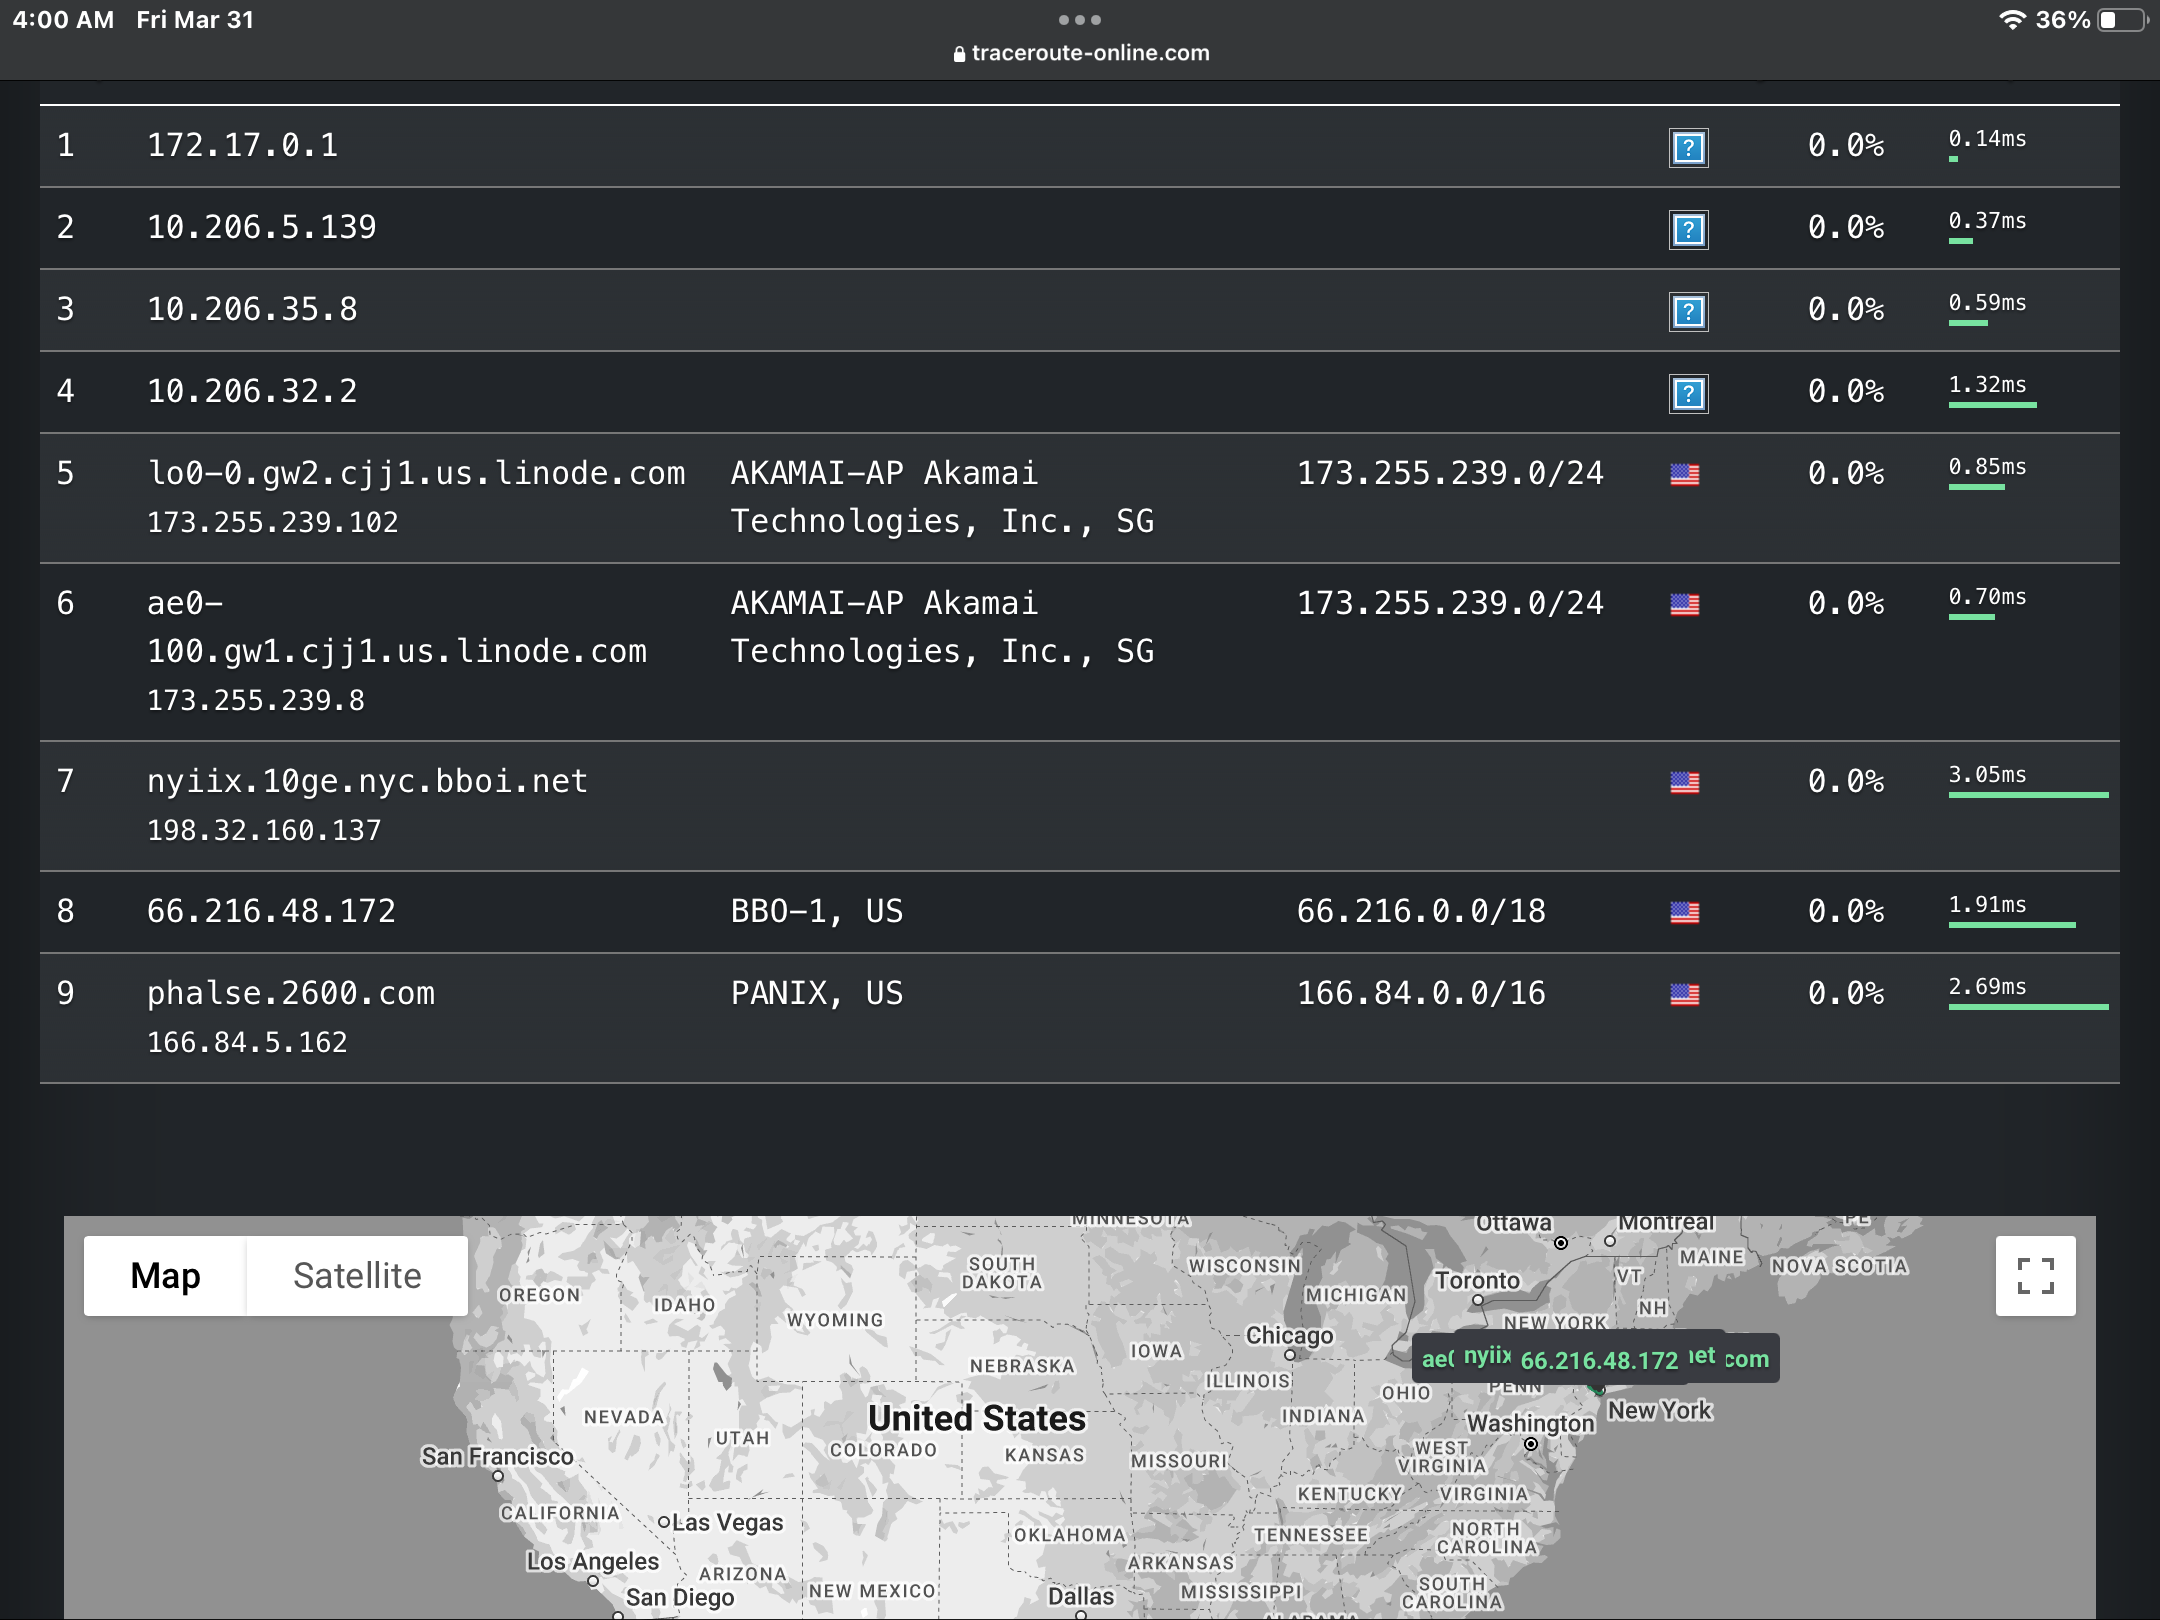 4:00 AM Fri Mar 31
36%
traceroute-online.com
1 172.17.0.1 ? 0.0% 0.14ms
2 10.206.5.139 ? 0.0% 0.37ms
3 10.206.35.8 ? 0.0% 0.59ms
4 10.206.32.2 ? 0.0% 1.32ms
5 lo0-0.gw2.cjj1.us.linode.com AKAMAI-AP Akamai 173.255.239.0/24 0.0% 0.85ms
173.255.239.102 Technologies, Inc., SG
6 ae0- AKAMAI-AP Akamai 173.255.239.0/24 0.0% 0.70ms
100.gw1.cjj1.us.linode.com Technologies, Inc., SG
173.255.239.8
7 nyiix.10ge.nyc.bboi.net 0.0% 3.05ms
198.32.160.137
8 66.216.48.172 BBO-1, US 66.216.0.0/18 0.0% 1.91ms
9 phalse.2600.com PANIX, US 166.84.0.0/16 0.0% 2.69ms
166.84.5.162
Map Satellite
MINNESOTA
Ottawa
Montreal
PE
SOUTH
DAKOTA
WISCONSIN
MAINE
NOVA SCOTIA
OREGON
IDAHO
MICHIGAN
Toronto
VT
NH
WYOMING
Chicago
NEW YORK
NEBRASKA
IOWA
nyiix 66.216.48.172 com
ILLINOIS
OHIO
PENN
NEVADA
UTAH
United States
INDIANA
Washington
New York
COLORADO
KANSAS
MISSOURI
WEST
VIRGINIA
San Francisco
CALIFORNIA
KENTUCKY
VIRGINIA
Las Vegas
OKLAHOMA
TENNESSEE
NORTH
CAROLINA
Los Angeles
ARIZONA
ARKANSAS
NEW MEXICO
San Diego
Dallas
MISSISSIPPI
SOUTH
CAROLINA
ALABAMA